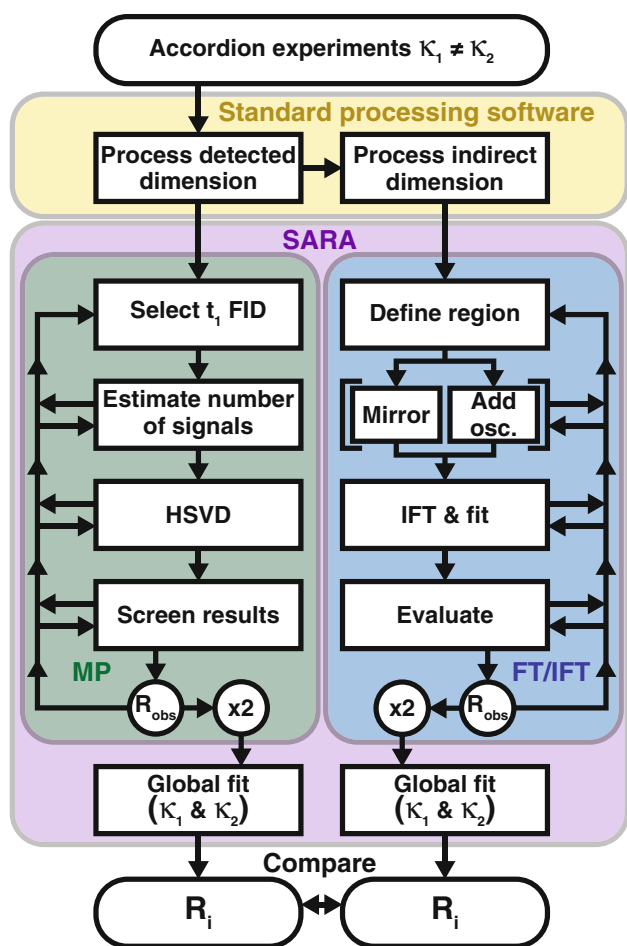 Accordion experiments κ₁ ≠ κ₂
Standard processing software
Process detected
dimension
Process indirect
dimension
SARA
Select t₁ FID
Define region
Estimate number
of signals
Mirror
Add
osc.
HSVD
IFT & fit
Screen results
Evaluate
MP
FT/IFT
R_obs
x2
x2
R_obs
Global fit
(κ₁ & κ₂)
Global fit
(κ₁ & κ₂)
Compare
R_i
R_i